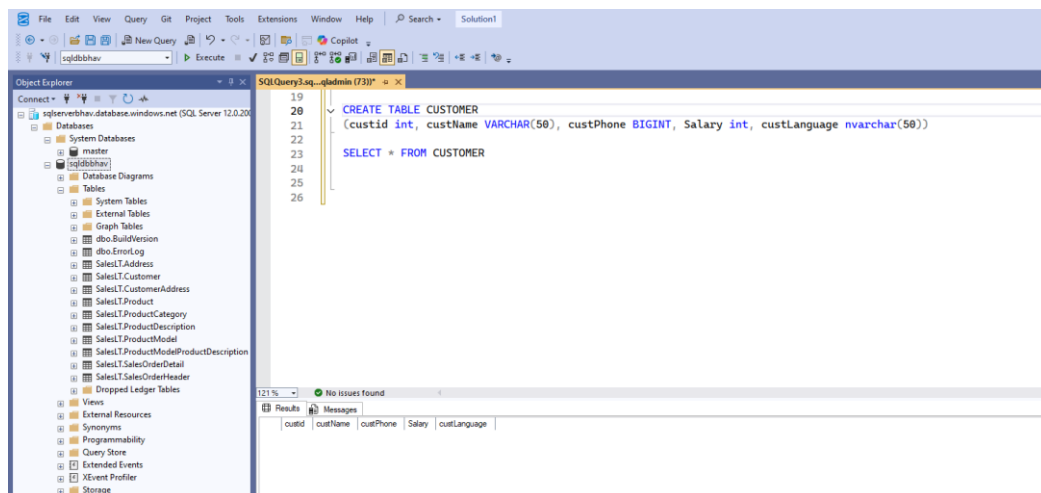 File Edit View Query Git Project Tools Extensions Window Help Search Solution1
New Query Copilot
sqldbbhav Execute
Object Explorer
Connect
sqlserverbhav.database.windows.net (SQL Server 12.0.200
Databases
System Databases
master
sqldbbhav
Database Diagrams
Tables
System Tables
External Tables
Graph Tables
dbo.BuildVersion
dbo.ErrorLog
SalesLT.Address
SalesLT.Customer
SalesLT.CustomerAddress
SalesLT.Product
SalesLT.ProductCategory
SalesLT.ProductDescription
SalesLT.ProductModel
SalesLT.ProductModelProductDescription
SalesLT.SalesOrderDetail
SalesLT.SalesOrderHeader
Dropped Ledger Tables
Views
External Resources
Synonyms
Programmability
Query Store
Extended Events
XEvent Profiler
Storage
SQLQuery3.sq...qladmin (73))*
19
20 CREATE TABLE CUSTOMER
21 (custid int, custName VARCHAR(50), custPhone BIGINT, Salary int, custLanguage nvarchar(50))
22
23 SELECT * FROM CUSTOMER
24
25
26
121 % No issues found
Results Messages
custid custName custPhone Salary custLanguage